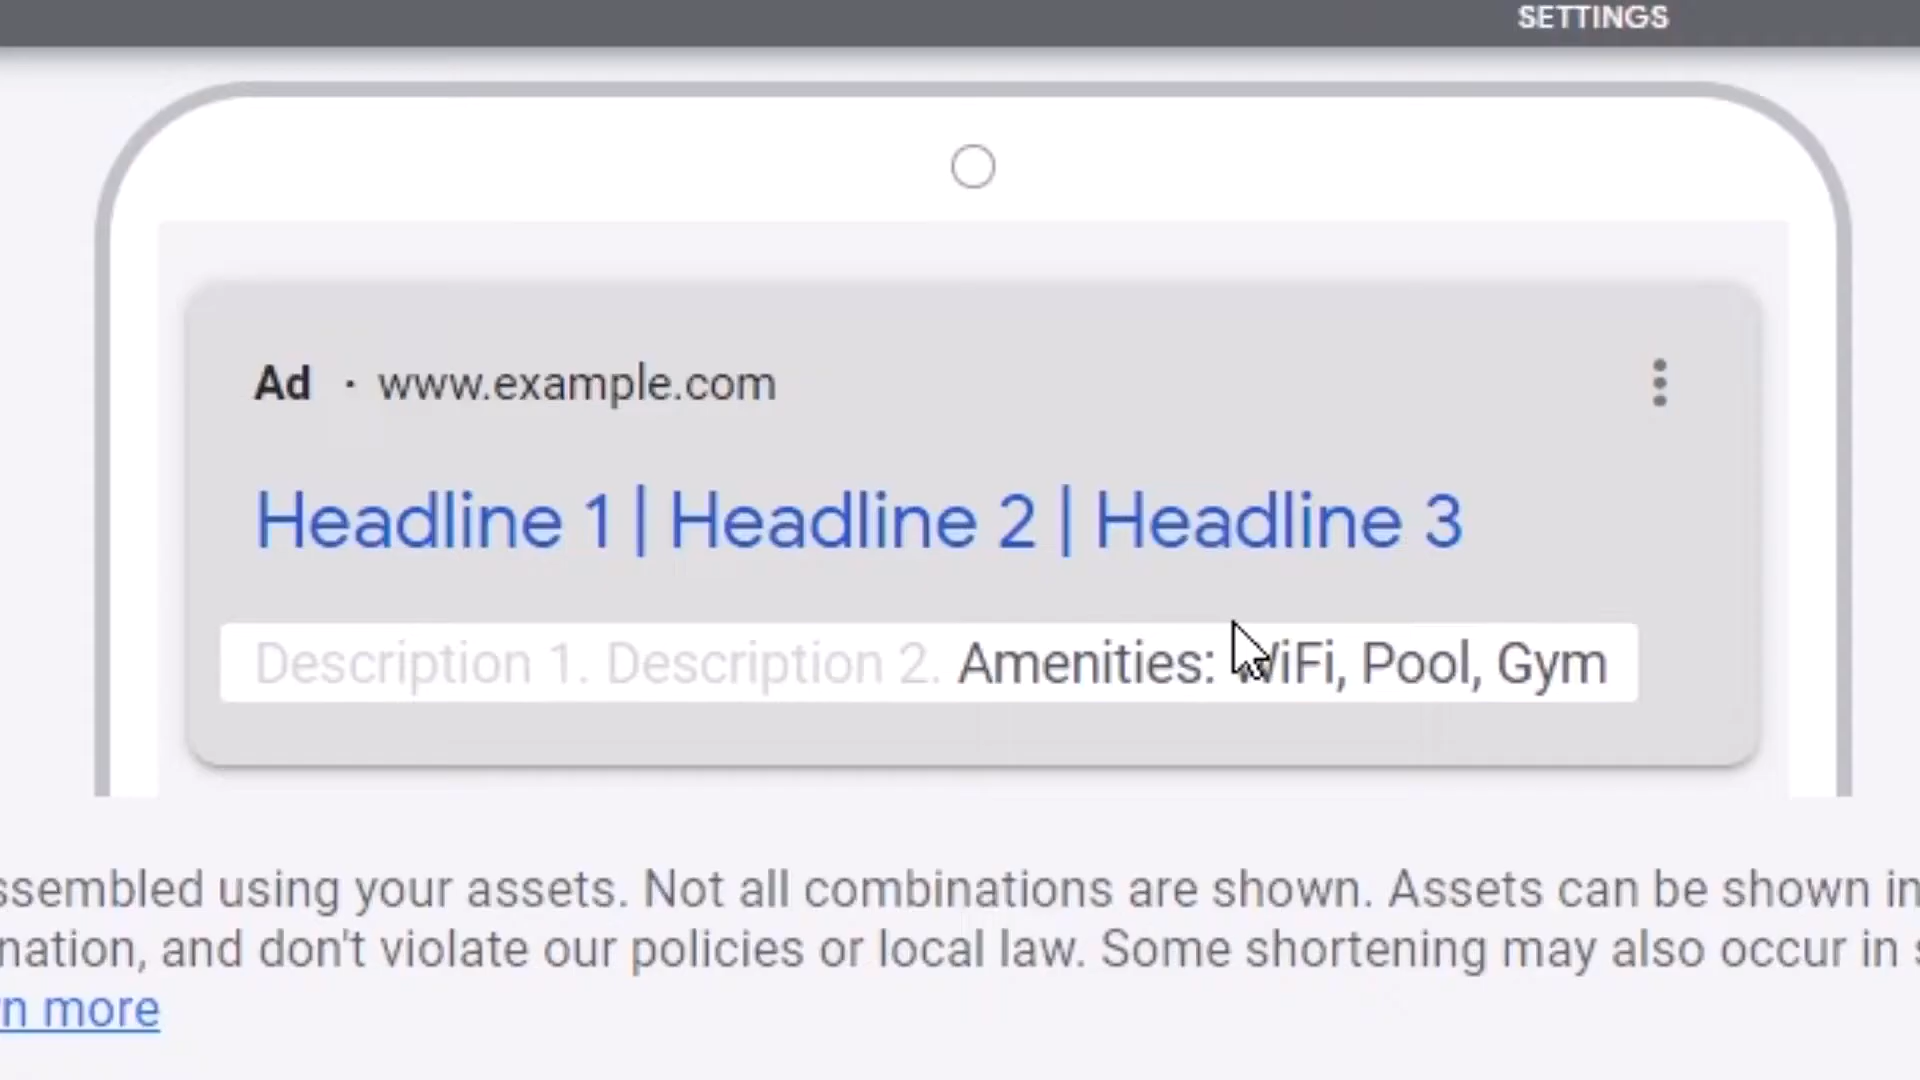 SETTINGS
Ad · www.example.com
Headline 1 | Headline 2 | Headline 3
Description 1. Description 2. Amenities: WiFi, Pool, Gym
ssembled using your assets. Not all combinations are shown. Assets can be shown in
nation, and don't violate our policies or local law. Some shortening may also occur in s
rn more